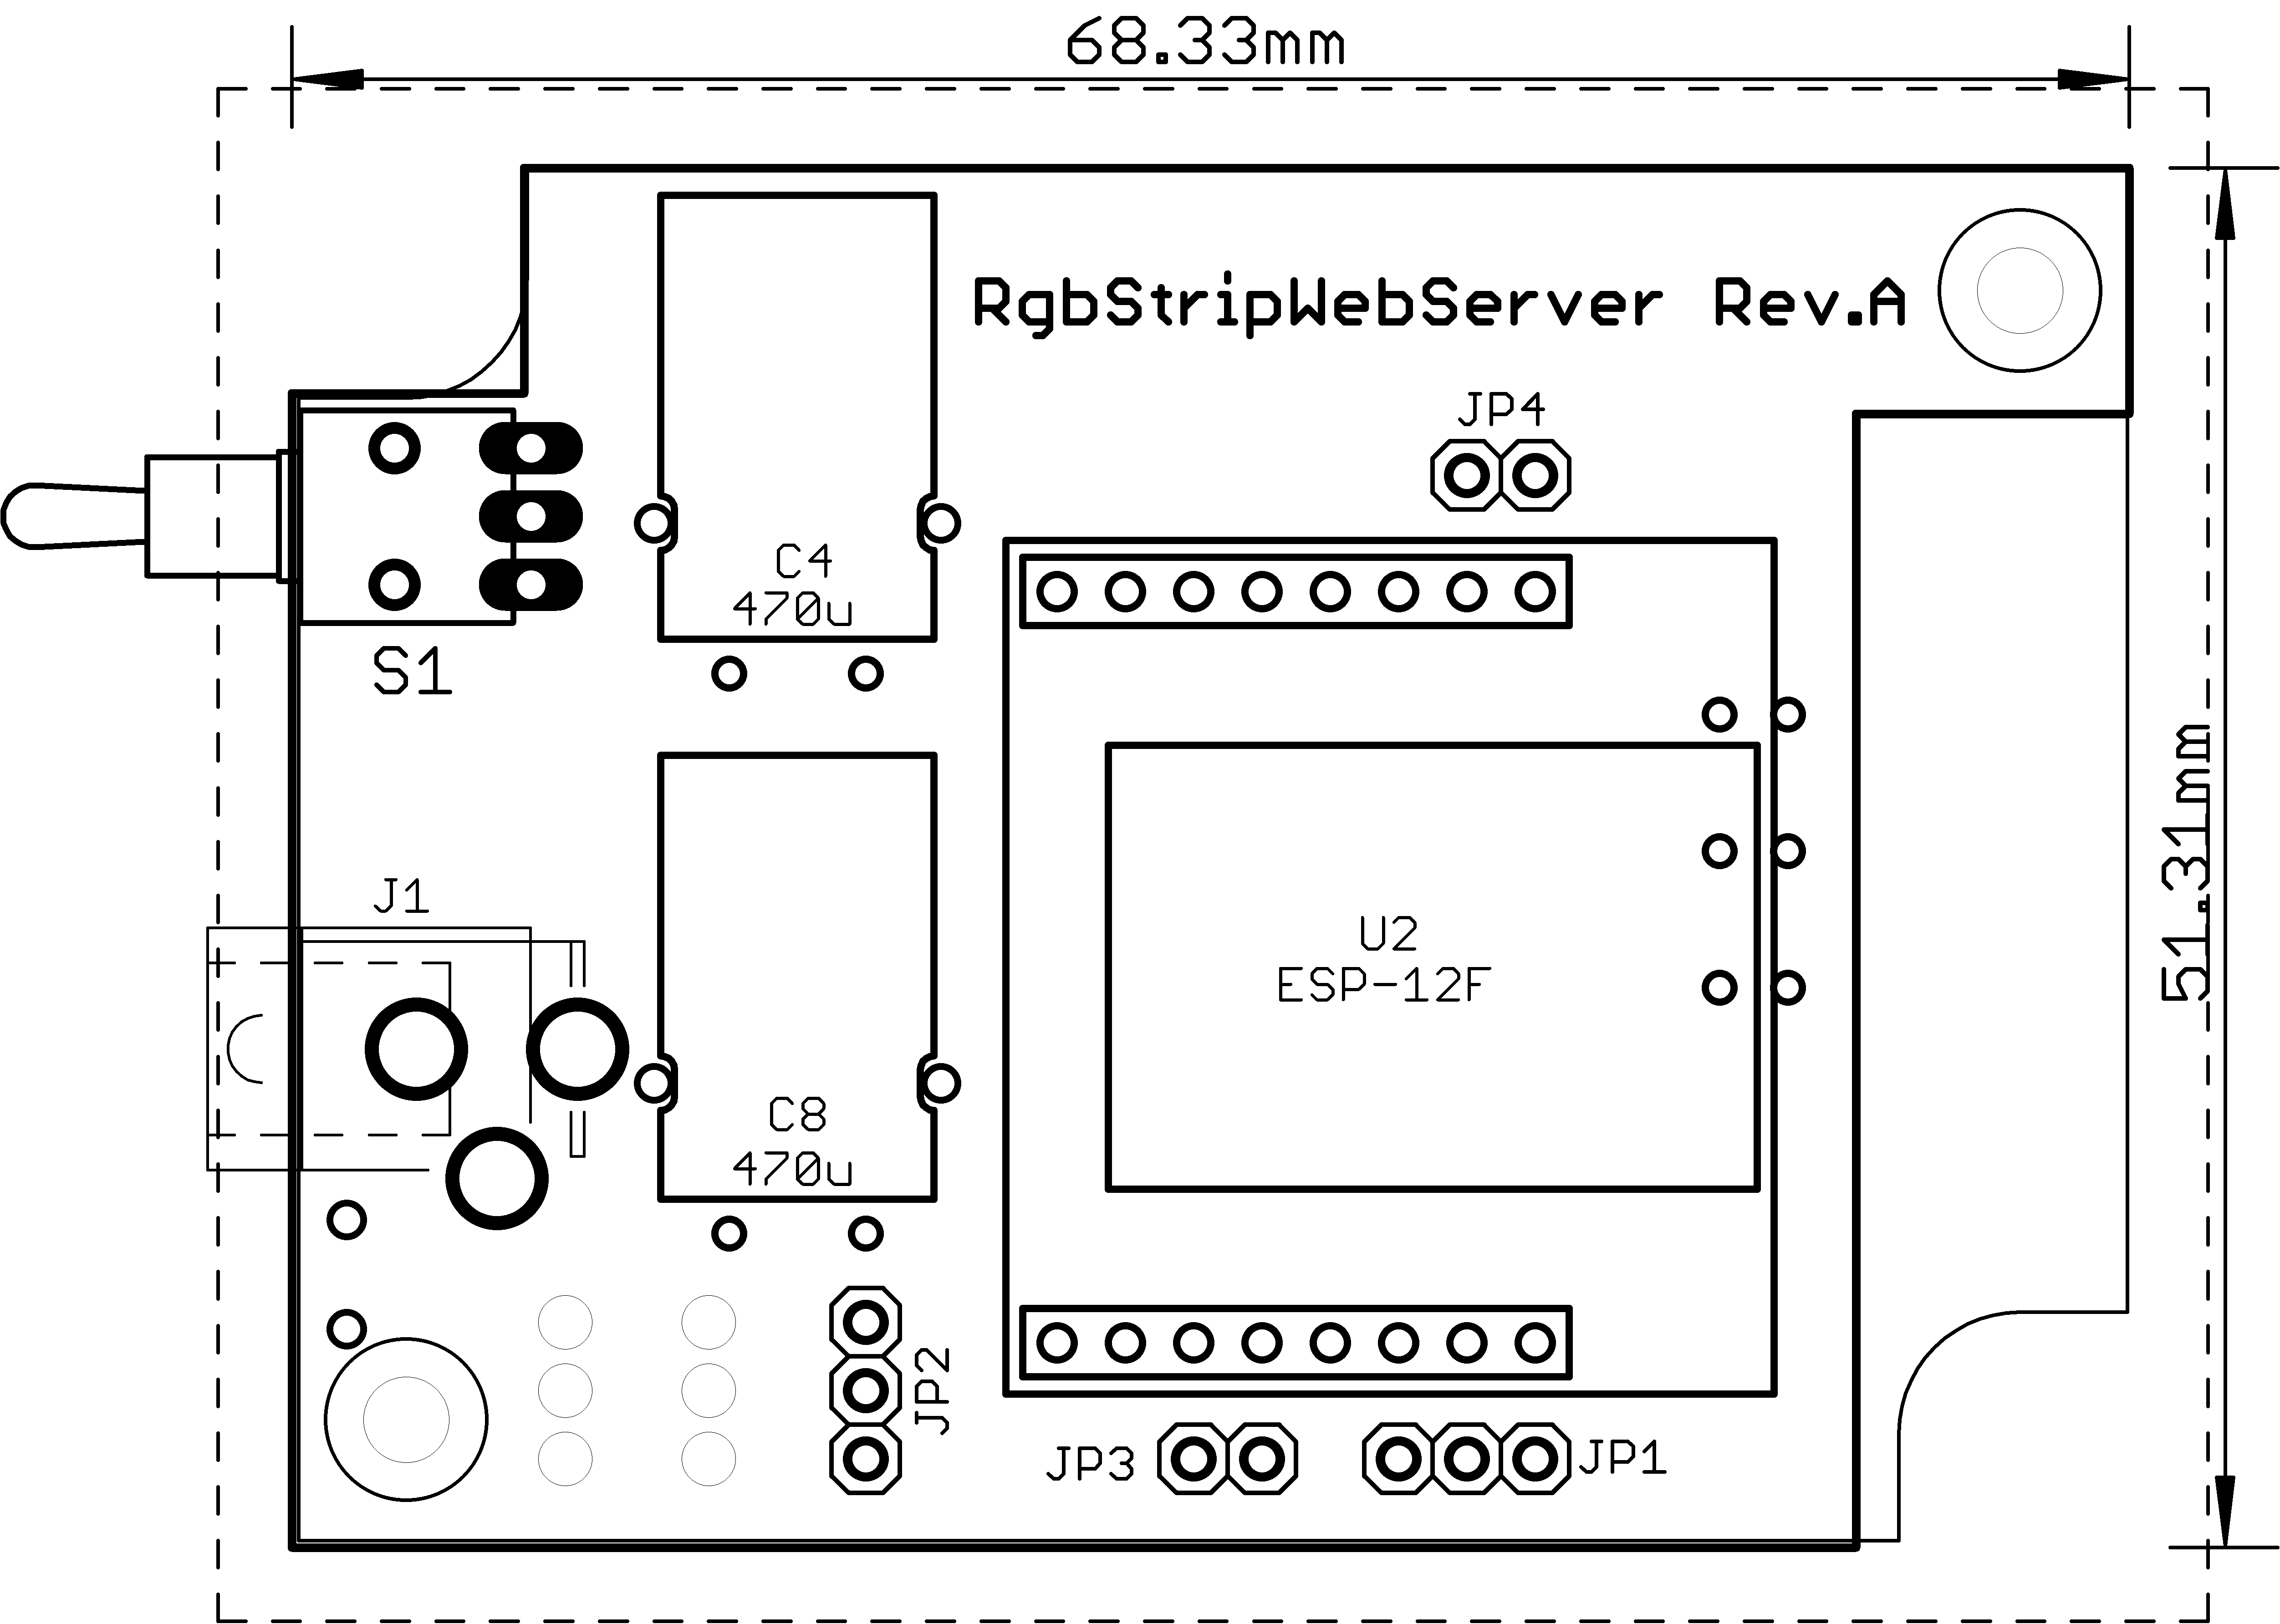 68.33mm
RgbStripWebServer Rev.A
JP4
C4
470u
S1
51.31mm
J1
U2
ESP-12F
C8
470u
JP2
JP3
JP1